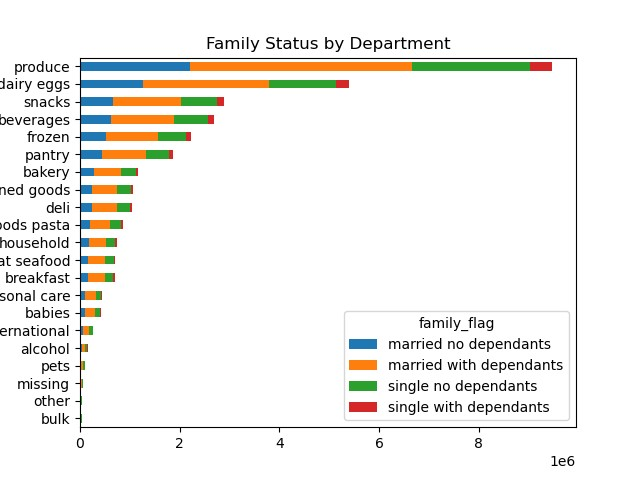 Family Status by Department
produce
dairy eggs
snacks
beverages
frozen
pantry
bakery
ned goods
deli
ods pasta
household
at seafood
breakfast
sonal care
babies
ernational
alcohol
pets
missing
other
bulk
family_flag
married no dependants
married with dependants
single no dependants
single with dependants
0 2 4 6 8
1e6